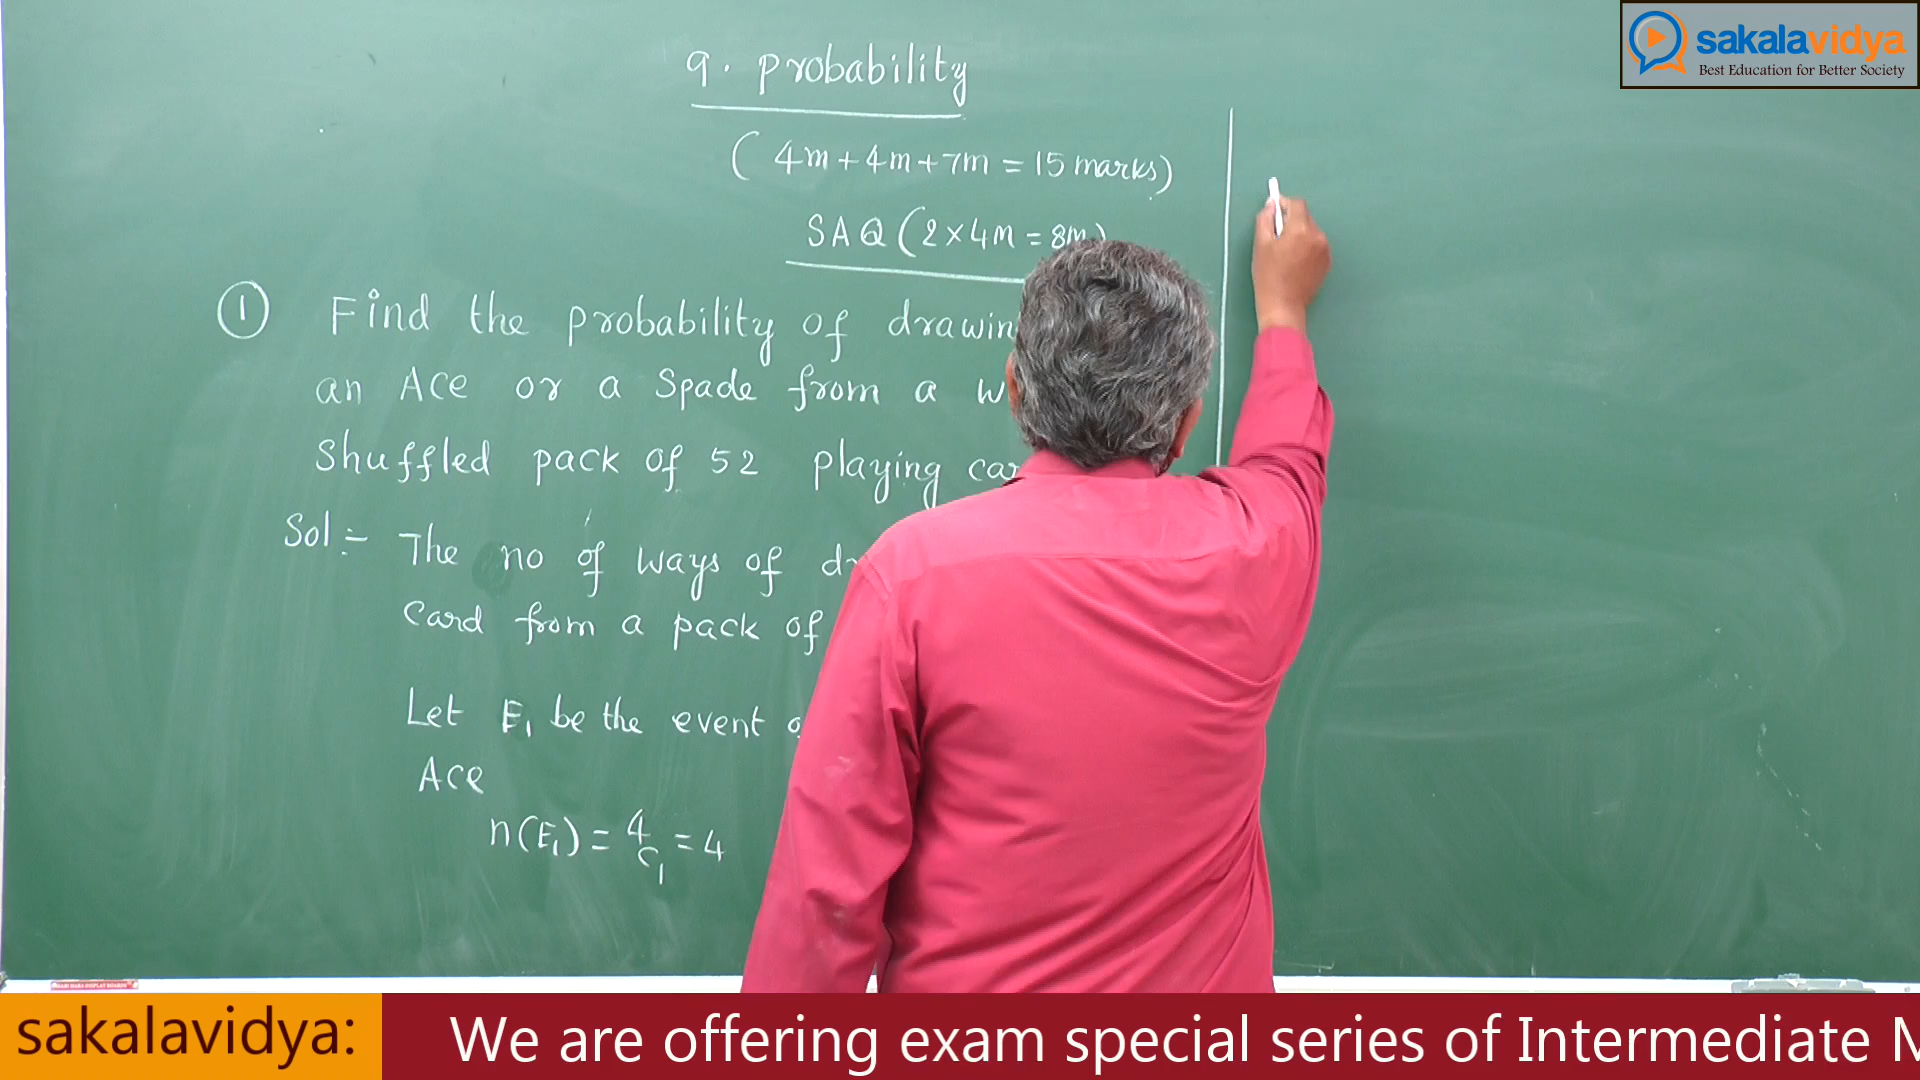 sakalavidya
Best Education for Better Society
9. probability
( 4m + 4m + 7m = 15 marks)
SAQ ( 2 × 4m = 8m)
1 Find the probability of
an Ace or a Spade from a
Shuffled pack of 52 playing
Sol :- The no of ways of
Card from a pack of
Let E₁ be the event
Ace
n(E₁) = 4C₁ = 4
sakalavidya: We are offering exam special series of Intermediate